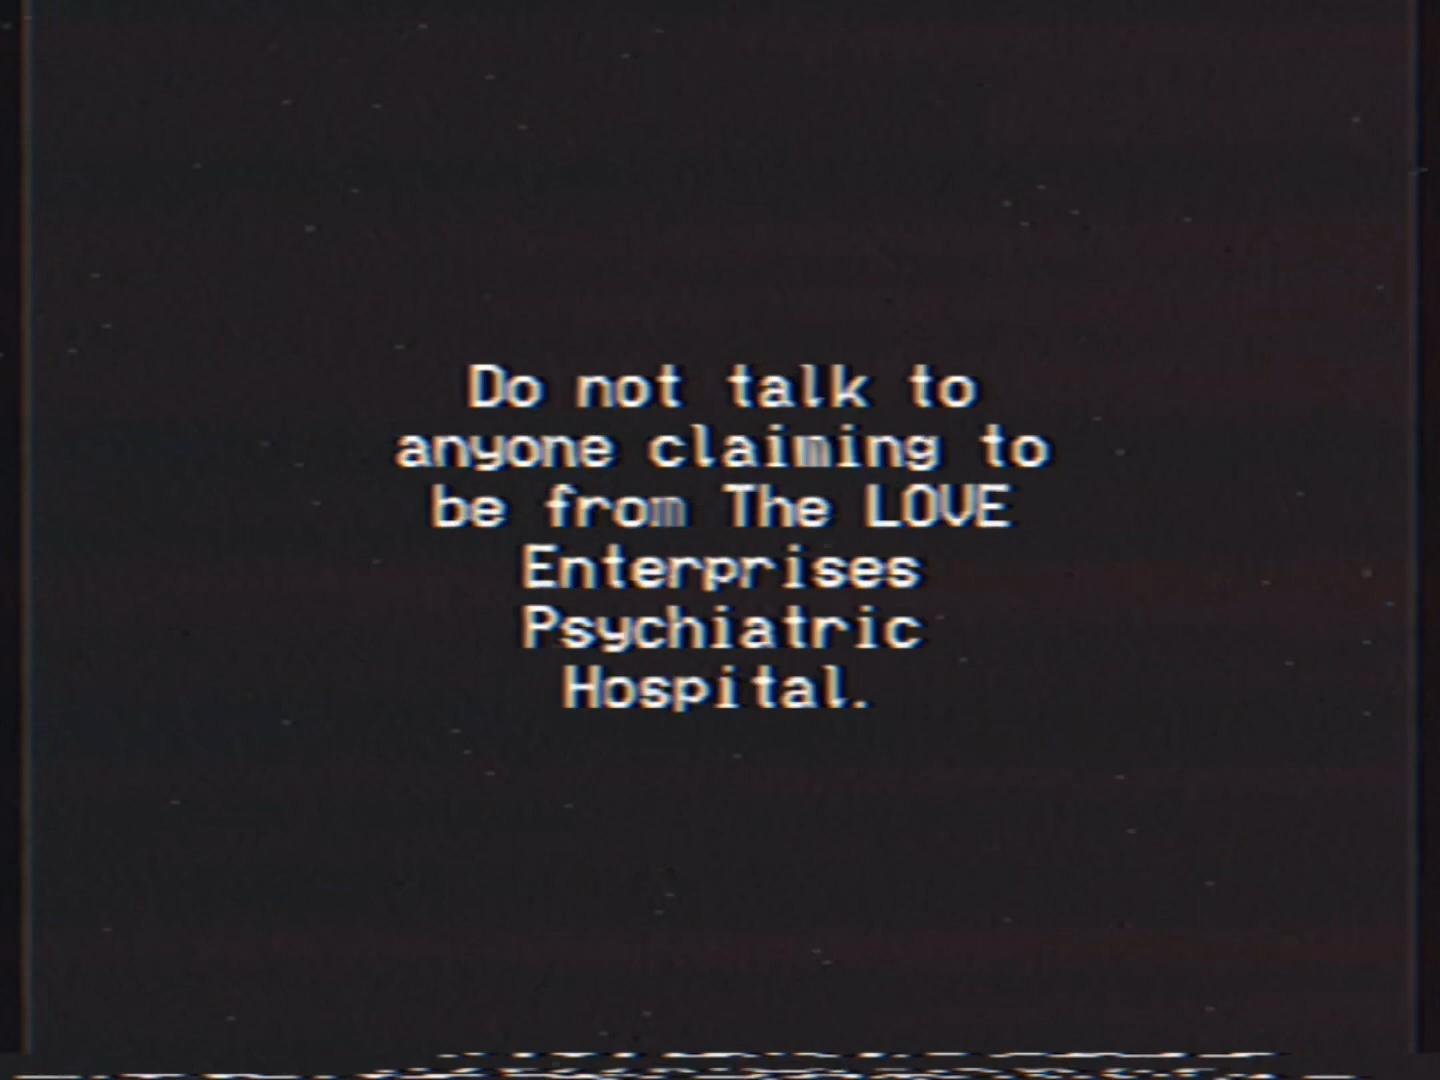 Do not talk to
anyone claiming to
be from The LOVE
Enterprises
Psychiatric
Hospital.